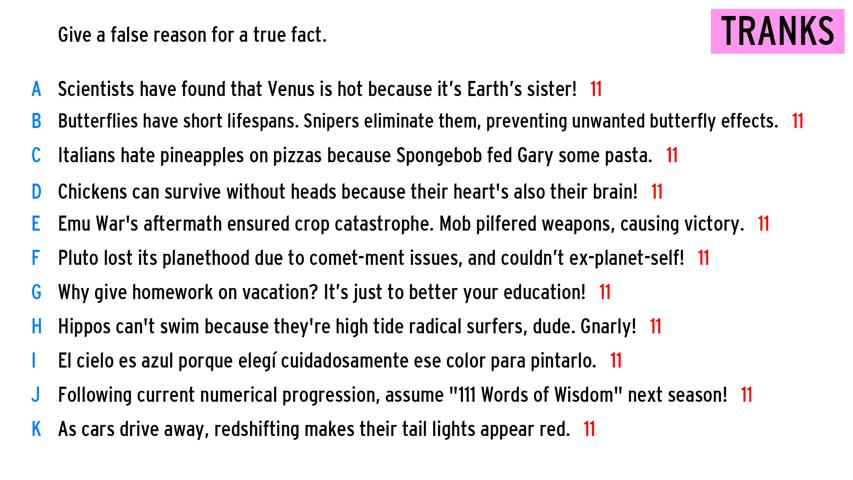 Give a false reason for a true fact.
TRANKS
A Scientists have found that Venus is hot because it’s Earth’s sister! 11
B Butterflies have short lifespans. Snipers eliminate them, preventing unwanted butterfly effects. 11
C Italians hate pineapples on pizzas because Spongebob fed Gary some pasta. 11
D Chickens can survive without heads because their heart's also their brain! 11
E Emu War's aftermath ensured crop catastrophe. Mob pilfered weapons, causing victory. 11
F Pluto lost its planethood due to comet-ment issues, and couldn’t ex-planet-self! 11
G Why give homework on vacation? It’s just to better your education! 11
H Hippos can't swim because they're high tide radical surfers, dude. Gnarly! 11
I El cielo es azul porque elegí cuidadosamente ese color para pintarlo. 11
J Following current numerical progression, assume "111 Words of Wisdom" next season! 11
K As cars drive away, redshifting makes their tail lights appear red. 11